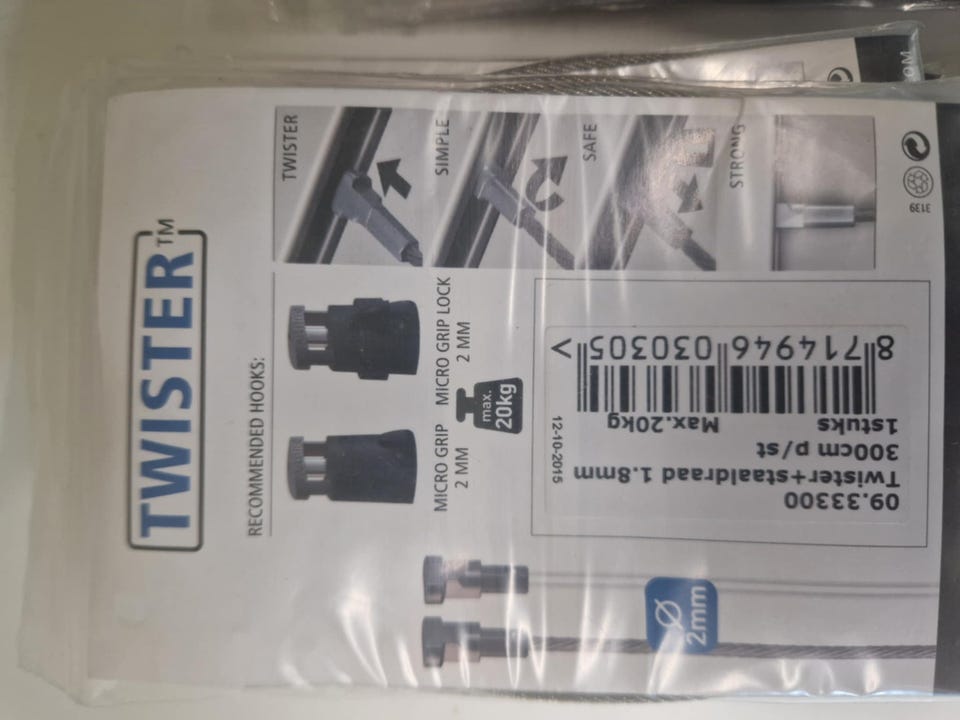 TWISTER™
RECOMMENDED HOOKS:
MICRO GRIP
2 MM
MICRO GRIP LOCK
2 MM
max.
20kg
TWISTER
SIMPLE
SAFE
STRONG
Ø
2mm
09.33300
Twister+staaldraad 1.8mm
300cm p/st
1stuks
Max.20kg
8 714946 030305 >
12-10-2015
3139